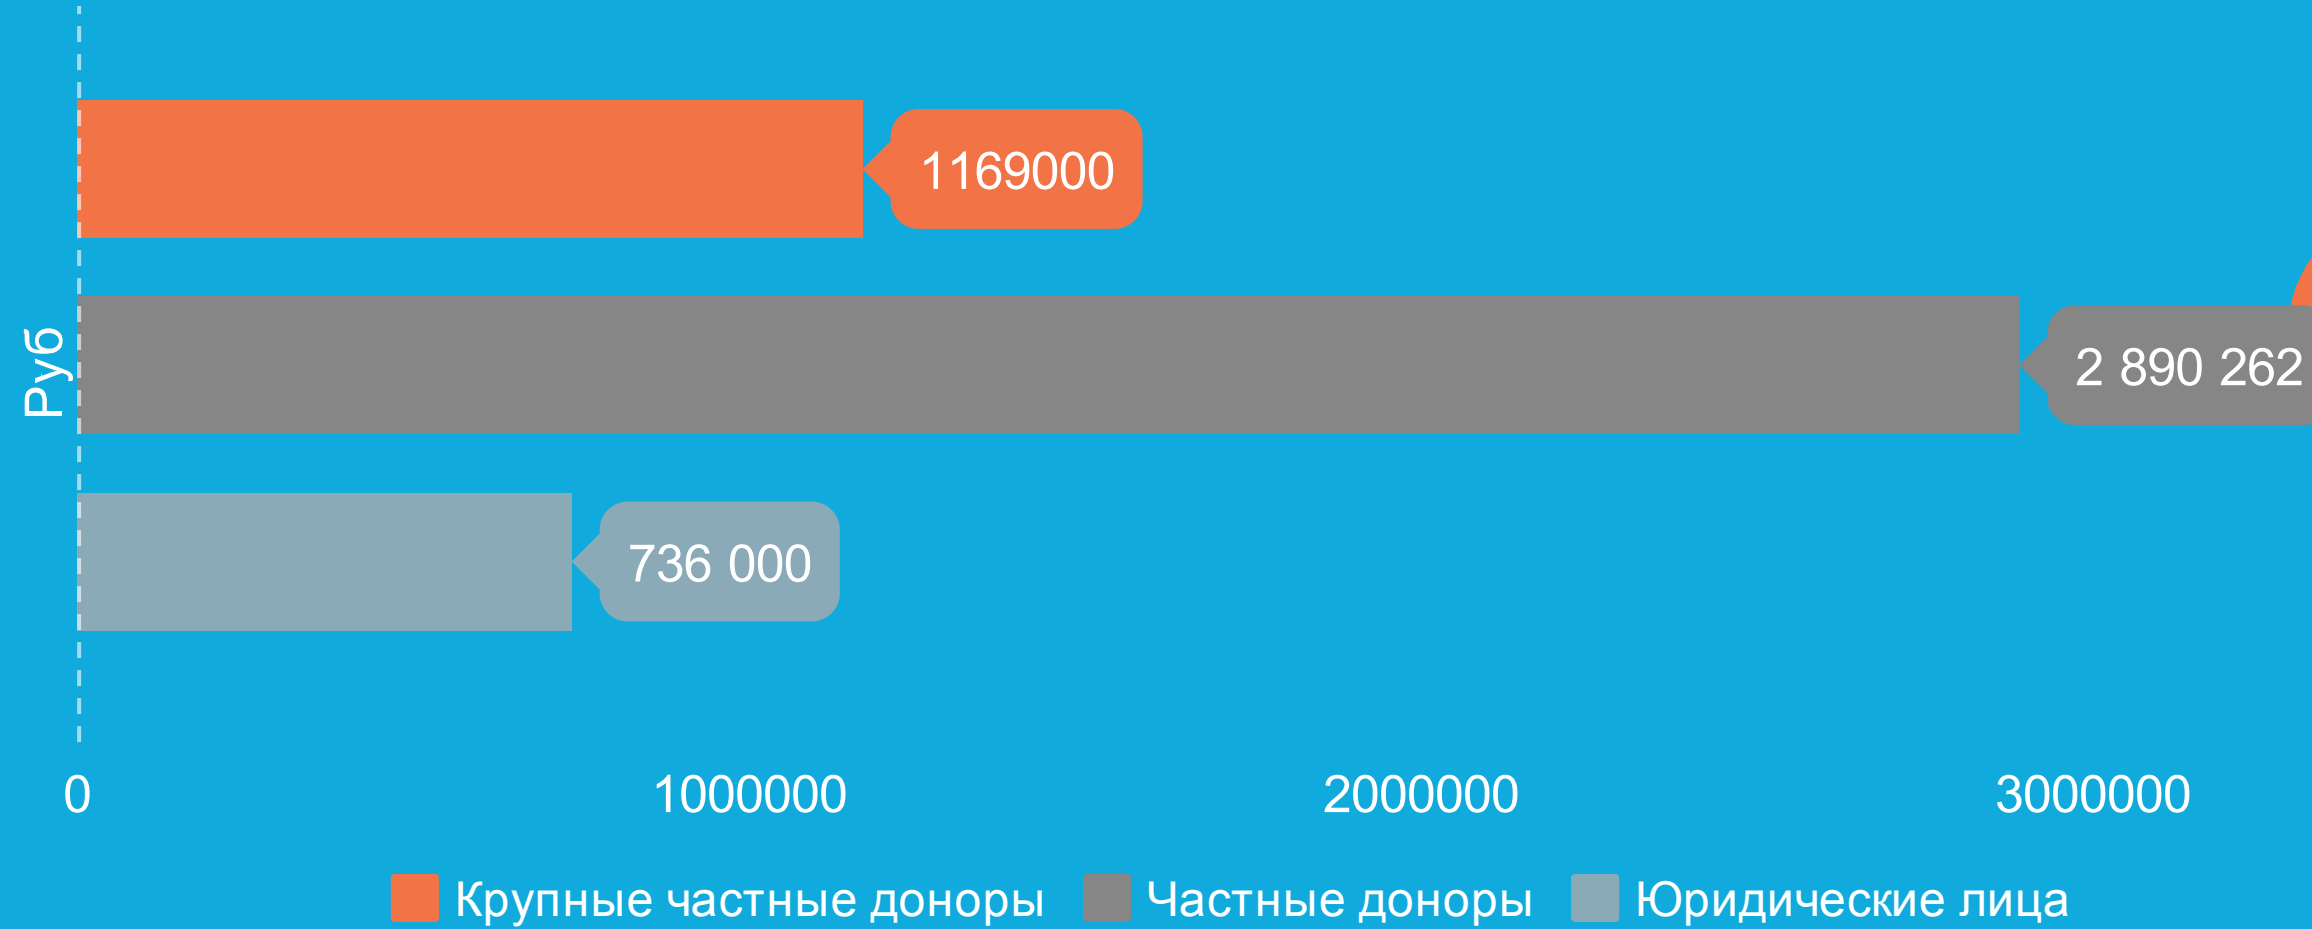 1169000
Руб
2 890 262
736 000
0 1000000 2000000 3000000
Крупные частные доноры Частные доноры Юридические лица